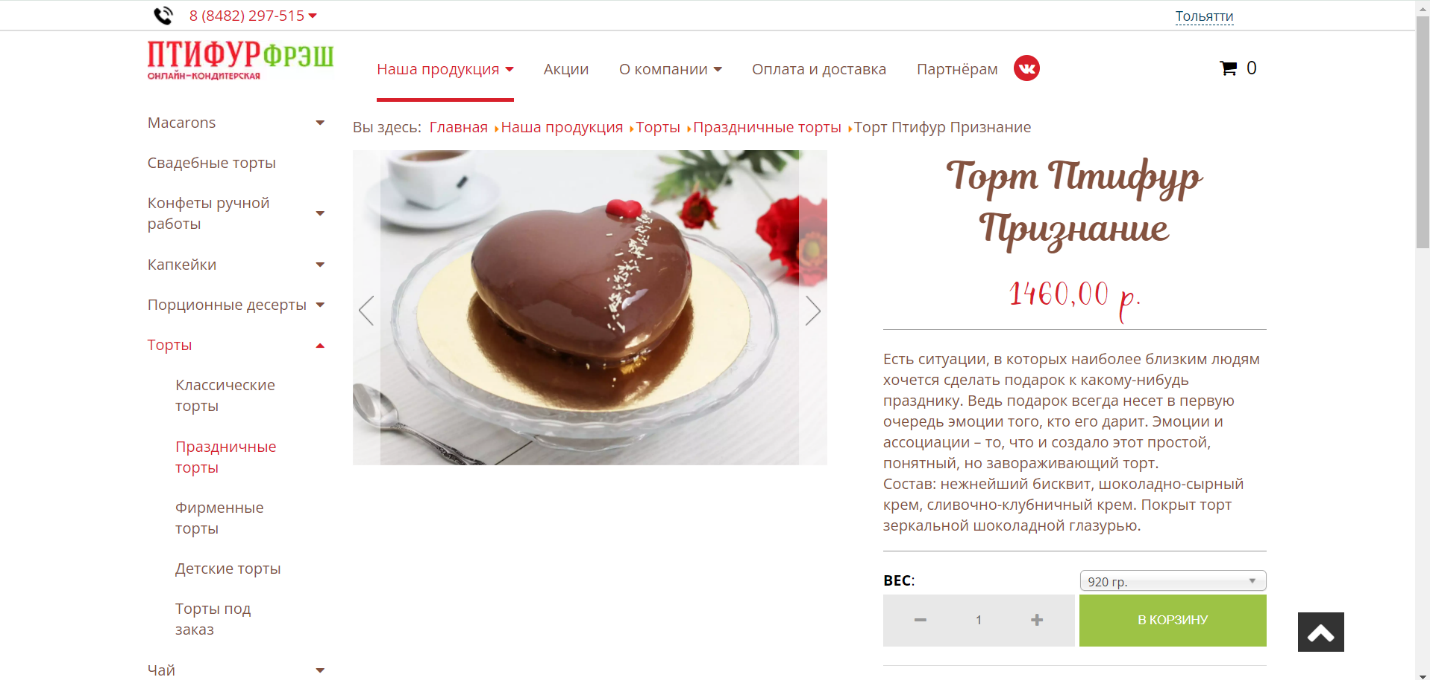 8 (8482) 297-515
Тольятти
ПТИФУРФРЭШ
ОНЛАЙН-КОНДИТЕРСКАЯ
Наша продукция
Акции
О компании
Оплата и доставка
Партнёрам
0
Macarons
Свадебные торты
Конфеты ручной
работы
Капкейки
Порционные десерты
Торты
Классические
торты
Праздничные
торты
Фирменные
торты
Детские торты
Торты под
заказ
Чай
Вы здесь: Главная Наша продукция Торты Праздничные торты Торт Птифур Признание
Торт Птифур
Признание
1460,00 р.
Есть ситуации, в которых наиболее близким людям
хочется сделать подарок к какому-нибудь
празднику. Ведь подарок всегда несет в первую
очередь эмоции того, кто его дарит. Эмоции и
ассоциации – то, что и создало этот простой,
понятный, но завораживающий торт.
Состав: нежнейший бисквит, шоколадно-сырный
крем, сливочно-клубничный крем. Покрыт торт
зеркальной шоколадной глазурью.
ВЕС:
920 гр.
1
В КОРЗИНУ